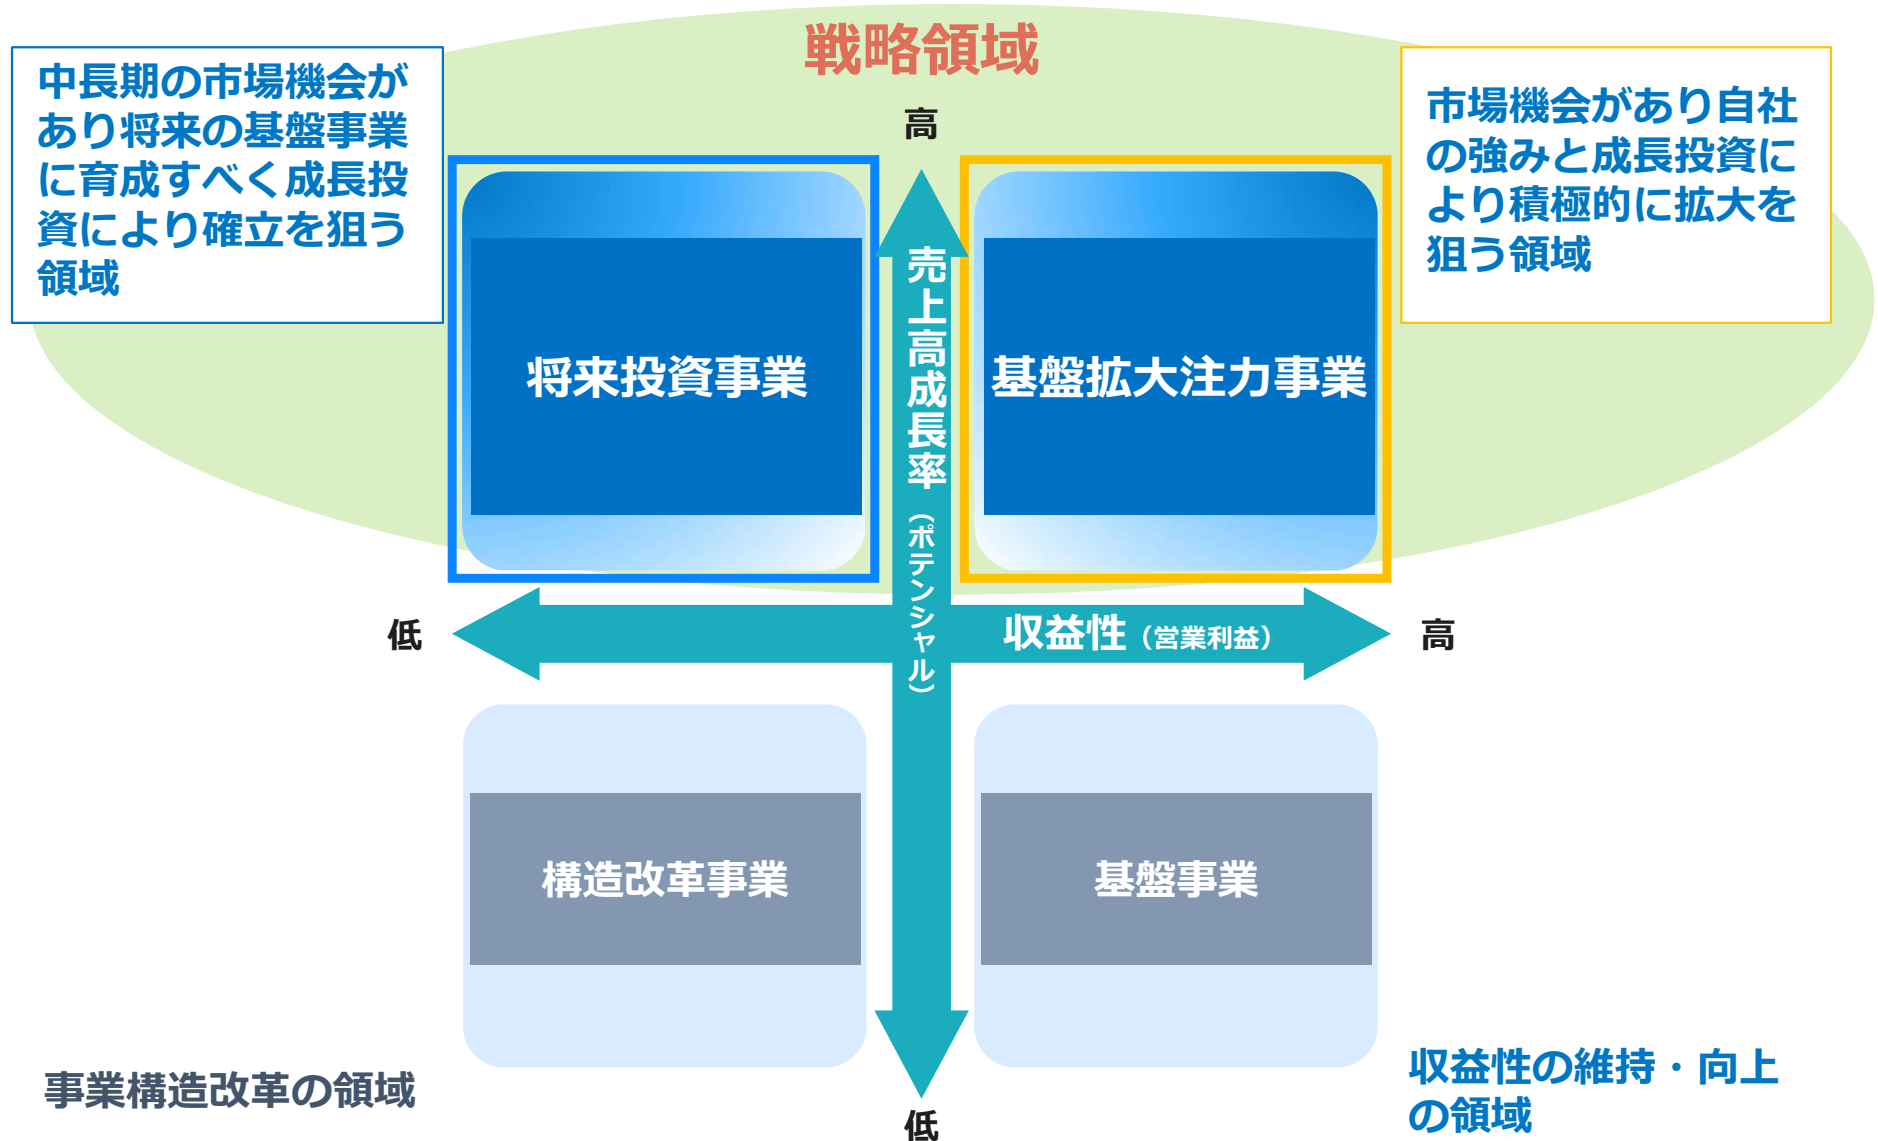 戦略領域
中長期の市場機会が
あり将来の基盤事業
に育成すべく成長投
資により確立を狙う
領域
市場機会があり自社
の強みと成長投資に
より積極的に拡大を
狙う領域
高
将来投資事業
売上高成長率（ポテンシャル）
基盤拡大注力事業
低
収益性（営業利益）
高
構造改革事業
基盤事業
事業構造改革の領域
低
収益性の維持・向上
の領域